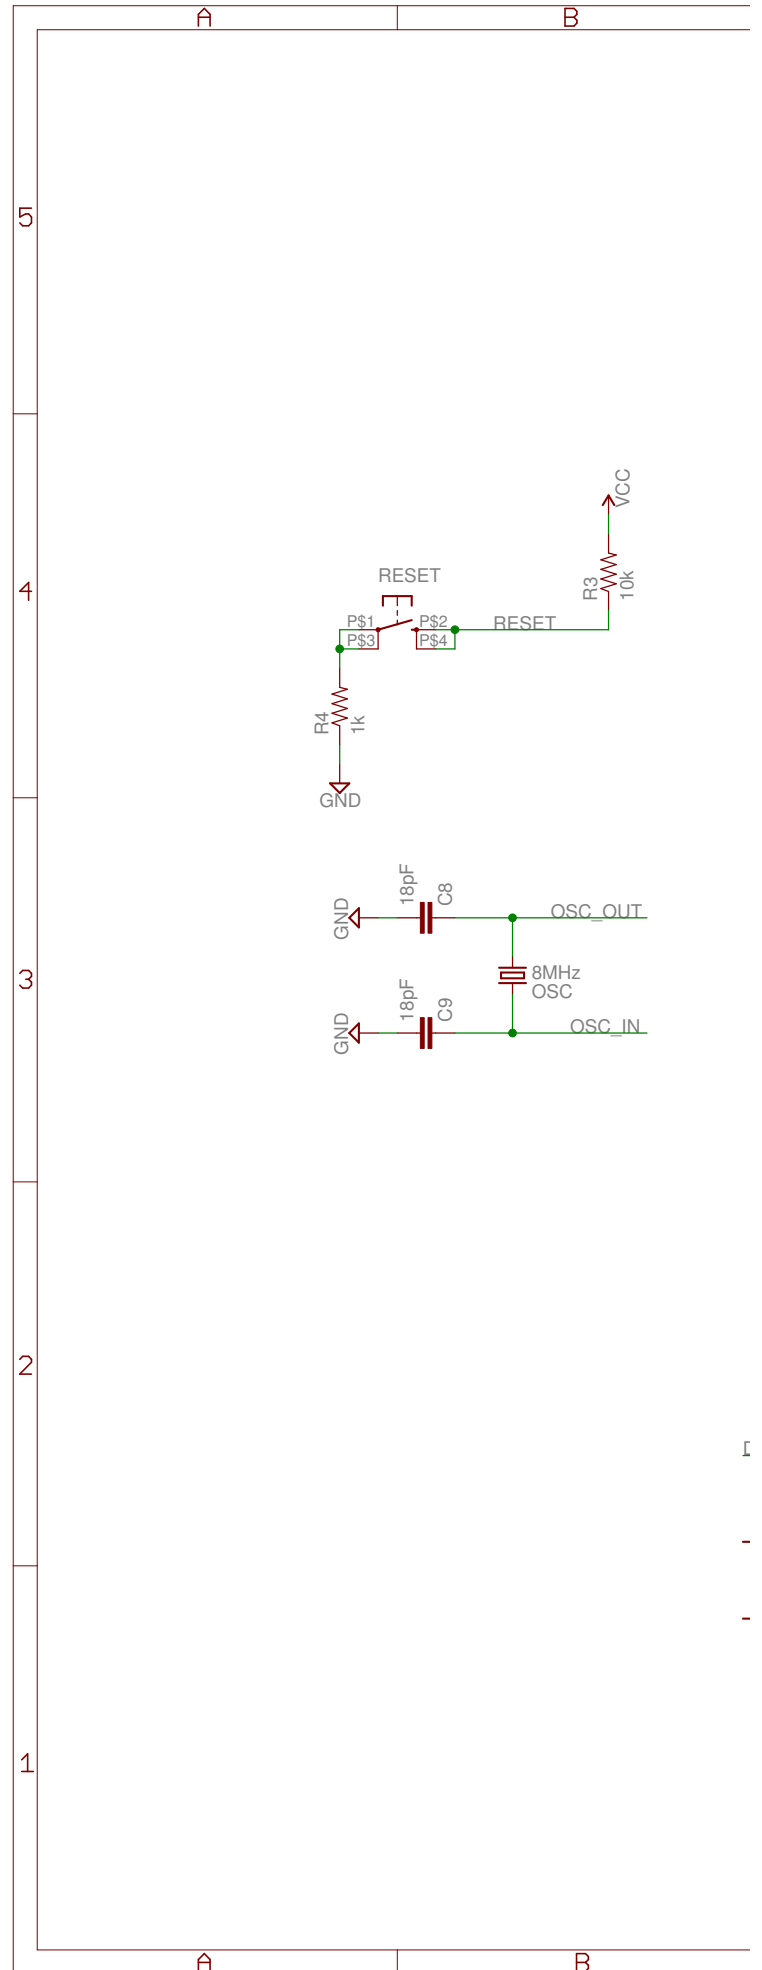 A
B
5
VCC
4
RESET
R3
10k
P$1
P$2
RESET
P$3
P$4
R4
1k
GND
18pF
C8
GND
OSC_OUT
3
8MHz
OSC
18pF
C9
GND
OSC_IN
2
1
A
B